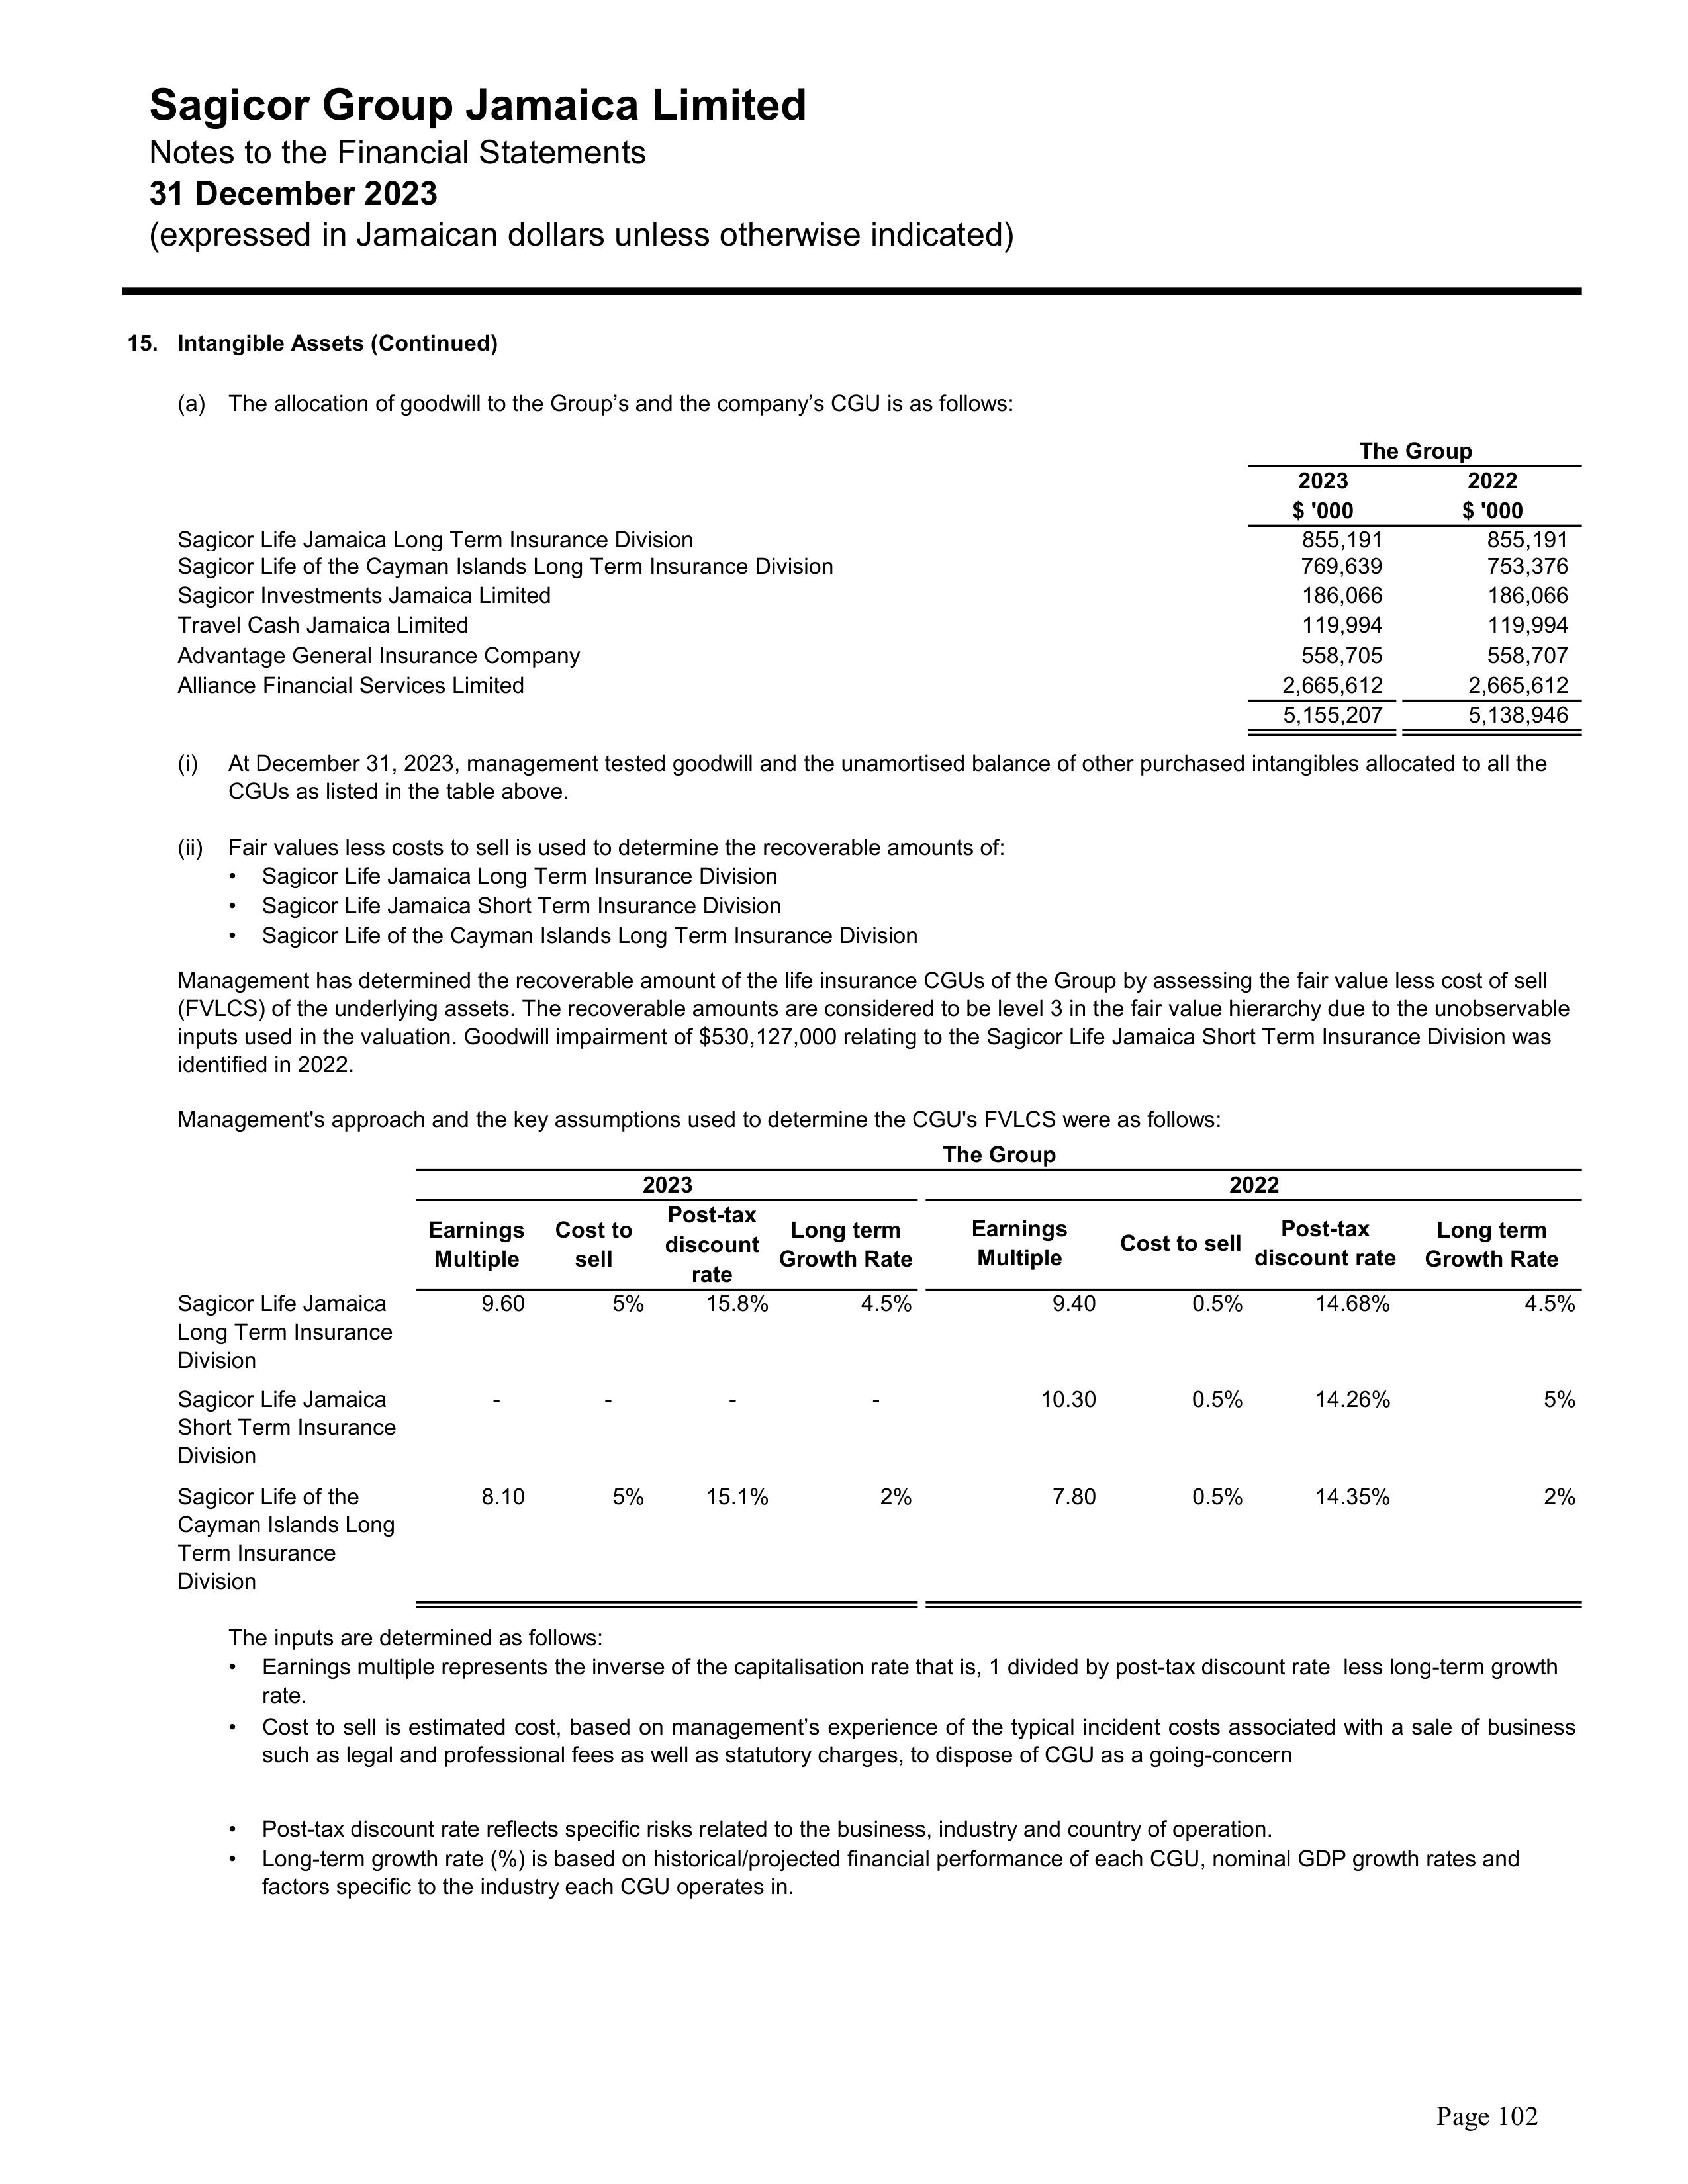 Sagicor Group Jamaica Limited
Notes to the Financial Statements
31 December 2023
(expressed in Jamaican dollars unless otherwise indicated)
15. Intangible Assets (Continued)
(a) The allocation of goodwill to the Group’s and the company’s CGU is as follows:
The Group
2023 2022
$ '000 $ '000
Sagicor Life Jamaica Long Term Insurance Division 855,191 855,191
Sagicor Life of the Cayman Islands Long Term Insurance Division 769,639 753,376
Sagicor Investments Jamaica Limited 186,066 186,066
Travel Cash Jamaica Limited 119,994 119,994
Advantage General Insurance Company 558,705 558,707
Alliance Financial Services Limited 2,665,612 2,665,612
5,155,207 5,138,946
(i) At December 31, 2023, management tested goodwill and the unamortised balance of other purchased intangibles allocated to all the
CGUs as listed in the table above.
(ii) Fair values less costs to sell is used to determine the recoverable amounts of:
• Sagicor Life Jamaica Long Term Insurance Division
• Sagicor Life Jamaica Short Term Insurance Division
• Sagicor Life of the Cayman Islands Long Term Insurance Division
Management has determined the recoverable amount of the life insurance CGUs of the Group by assessing the fair value less cost of sell
(FVLCS) of the underlying assets. The recoverable amounts are considered to be level 3 in the fair value hierarchy due to the unobservable
inputs used in the valuation. Goodwill impairment of $530,127,000 relating to the Sagicor Life Jamaica Short Term Insurance Division was
identified in 2022.
Management's approach and the key assumptions used to determine the CGU's FVLCS were as follows:
The Group
2023 2022
Earnings Multiple Cost to sell Post-tax discount rate Long term Growth Rate Earnings Multiple Cost to sell Post-tax discount rate Long term Growth Rate
Sagicor Life Jamaica 9.60 5% 15.8% 4.5% 9.40 0.5% 14.68% 4.5%
Long Term Insurance
Division
Sagicor Life Jamaica - - - - 10.30 0.5% 14.26% 5%
Short Term Insurance
Division
Sagicor Life of the 8.10 5% 15.1% 2% 7.80 0.5% 14.35% 2%
Cayman Islands Long
Term Insurance
Division
The inputs are determined as follows:
• Earnings multiple represents the inverse of the capitalisation rate that is, 1 divided by post-tax discount rate less long-term growth
rate.
• Cost to sell is estimated cost, based on management’s experience of the typical incident costs associated with a sale of business
such as legal and professional fees as well as statutory charges, to dispose of CGU as a going-concern
• Post-tax discount rate reflects specific risks related to the business, industry and country of operation.
• Long-term growth rate (%) is based on historical/projected financial performance of each CGU, nominal GDP growth rates and
factors specific to the industry each CGU operates in.
Page 102